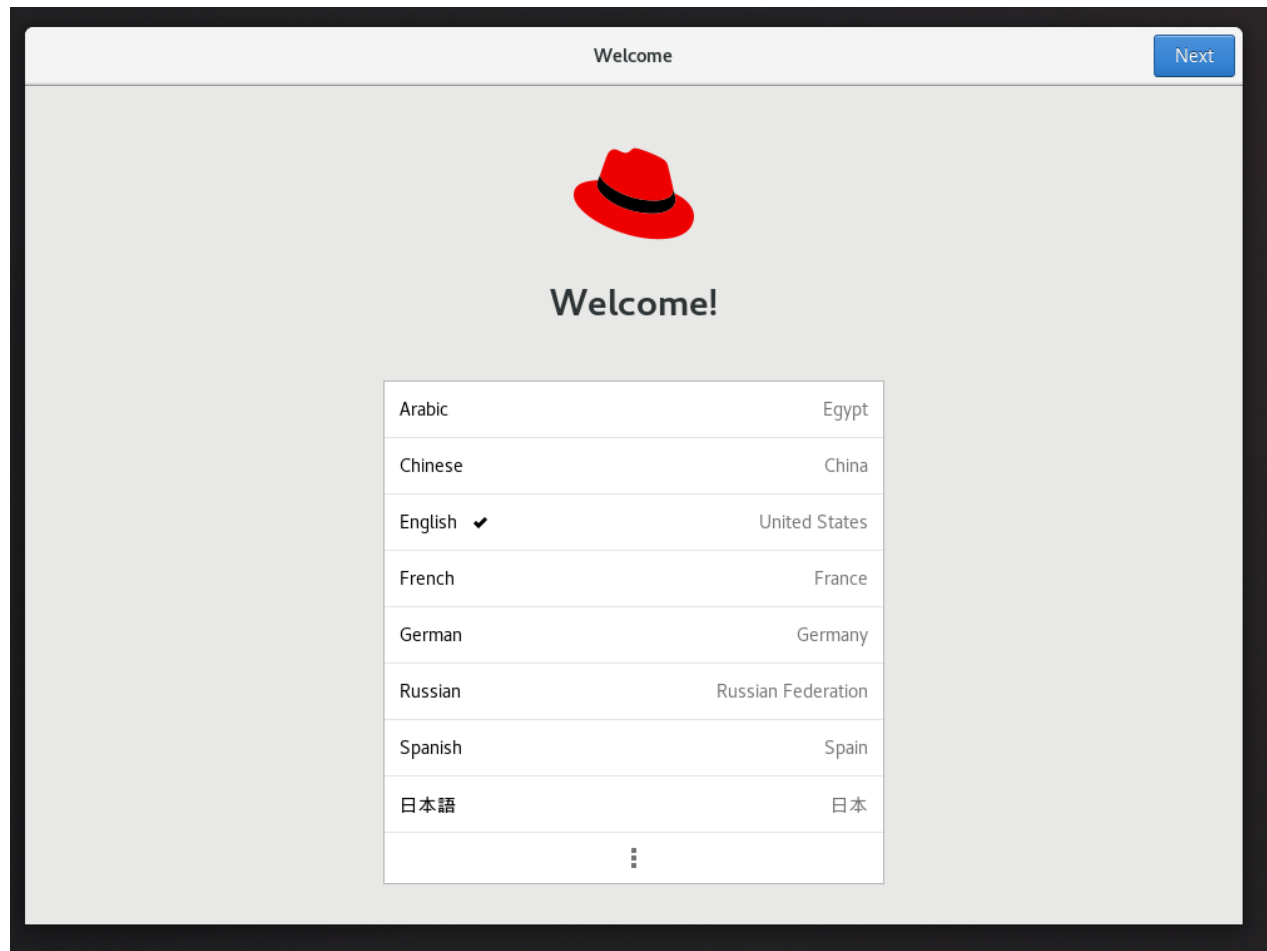 Welcome
Next
Welcome!
Arabic Egypt
Chinese China
English United States
French France
German Germany
Russian Russian Federation
Spanish Spain
日本語 日本